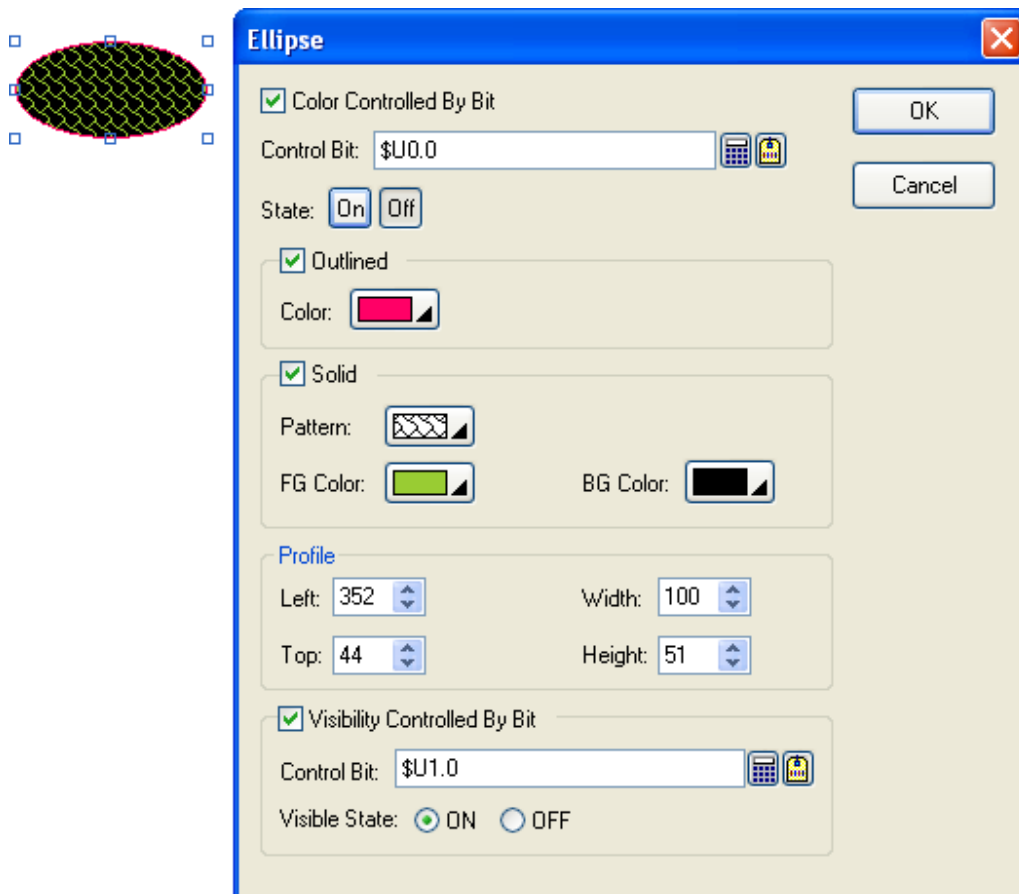 Ellipse
Color Controlled By Bit
OK
Control Bit: $U0.0
Cancel
State: On Off
Outlined
Color:
Solid
Pattern:
FG Color: BG Color:
Profile
Left: 352 Width: 100
Top: 44 Height: 51
Visibility Controlled By Bit
Control Bit: $U1.0
Visible State: ON OFF